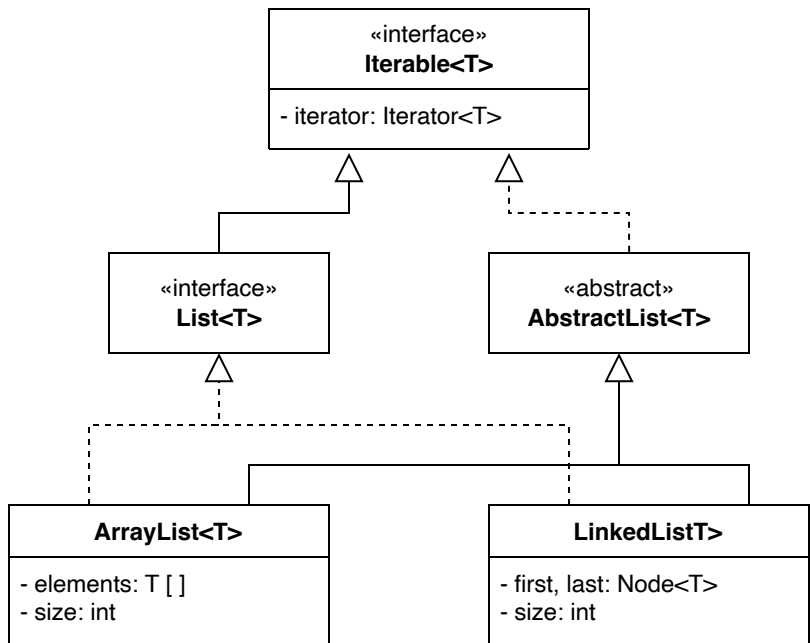 «interface»
Iterable<T>
- iterator: Iterator<T>
«interface»
List<T>
«abstract»
AbstractList<T>
ArrayList<T>
- elements: T [ ]
- size: int
LinkedListT>
- first, last: Node<T>
- size: int